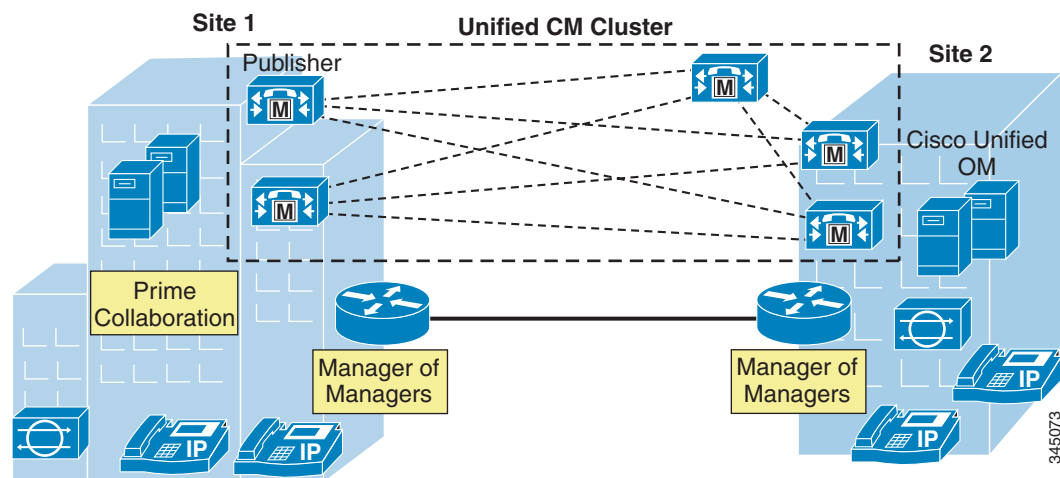 Site 1
Unified CM Cluster
Site 2
Publisher
M
M
M
M
M
Cisco Unified
OM
Prime
Collaboration
Manager of
Managers
Manager of
Managers
IP
IP
IP
IP
345073